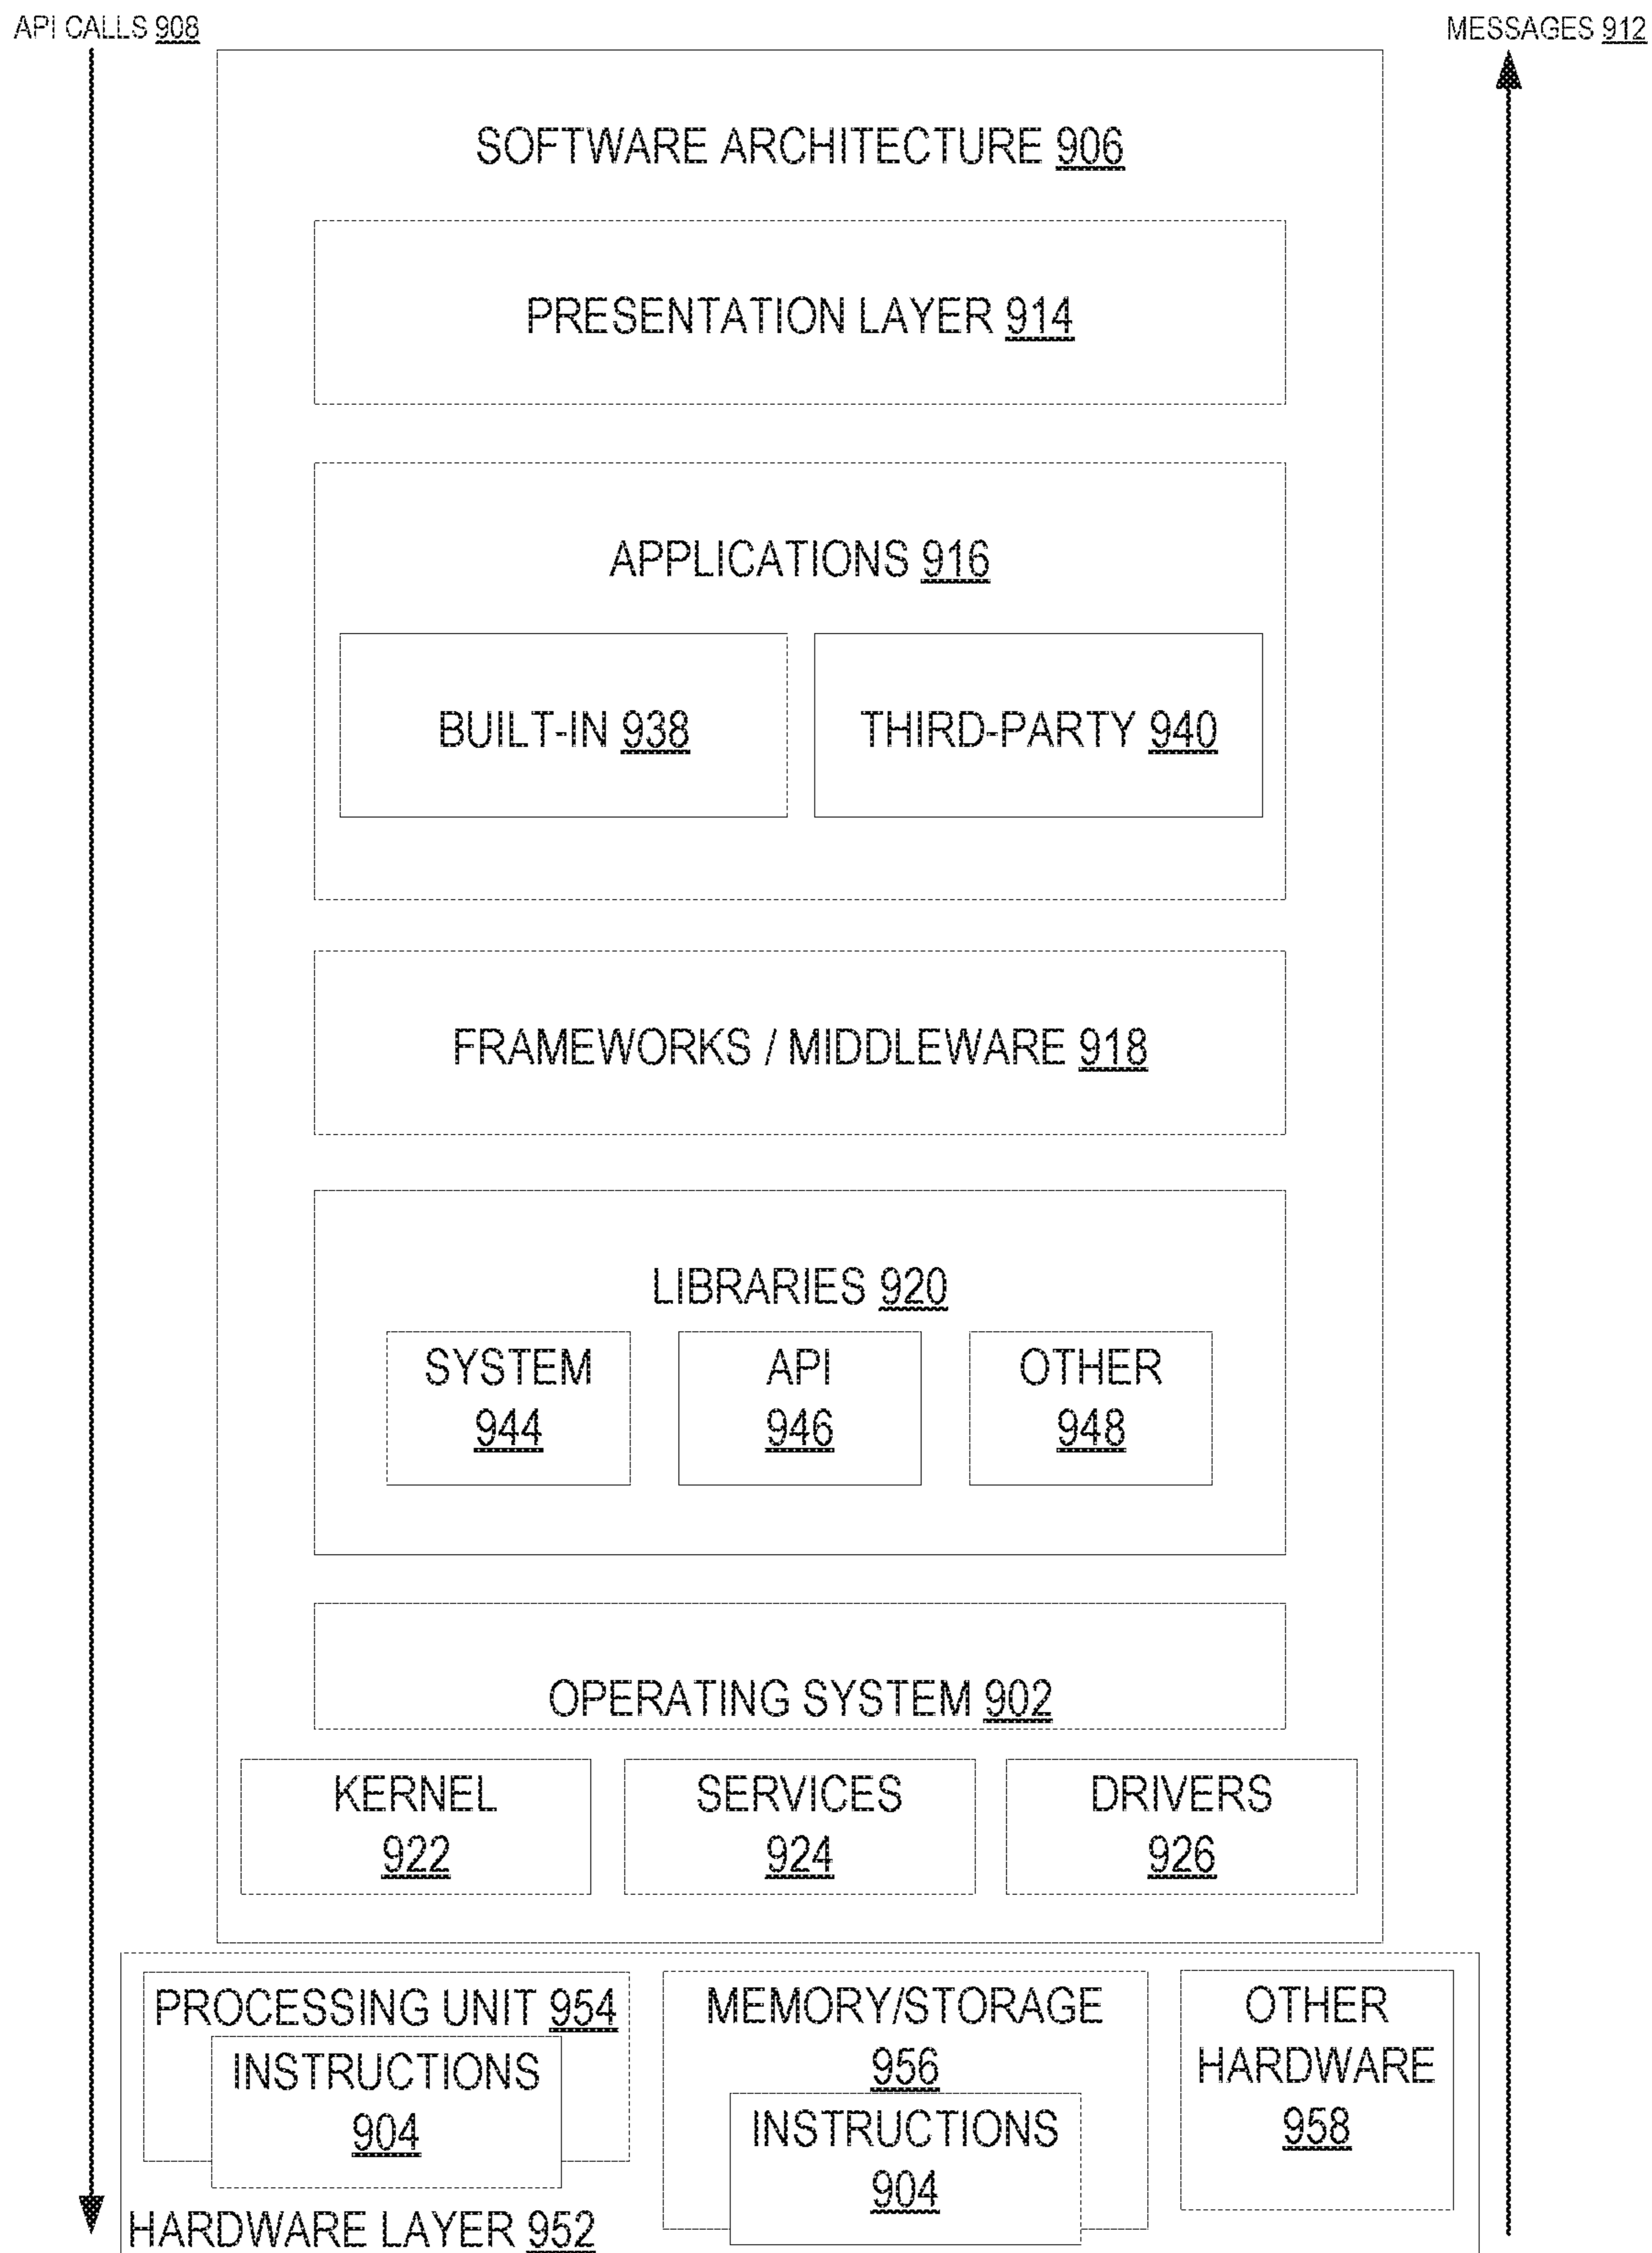 API CALLS 908
MESSAGES 912
SOFTWARE ARCHITECTURE 906
PRESENTATION LAYER 914
APPLICATIONS 916
BUILT-IN 938
THIRD-PARTY 940
FRAMEWORKS / MIDDLEWARE 918
LIBRARIES 920
SYSTEM
944
API
946
OTHER
948
OPERATING SYSTEM 902
KERNEL
922
SERVICES
924
DRIVERS
926
PROCESSING UNIT 954
INSTRUCTIONS
904
MEMORY/STORAGE
956
INSTRUCTIONS
904
OTHER
HARDWARE
958
HARDWARE LAYER 952